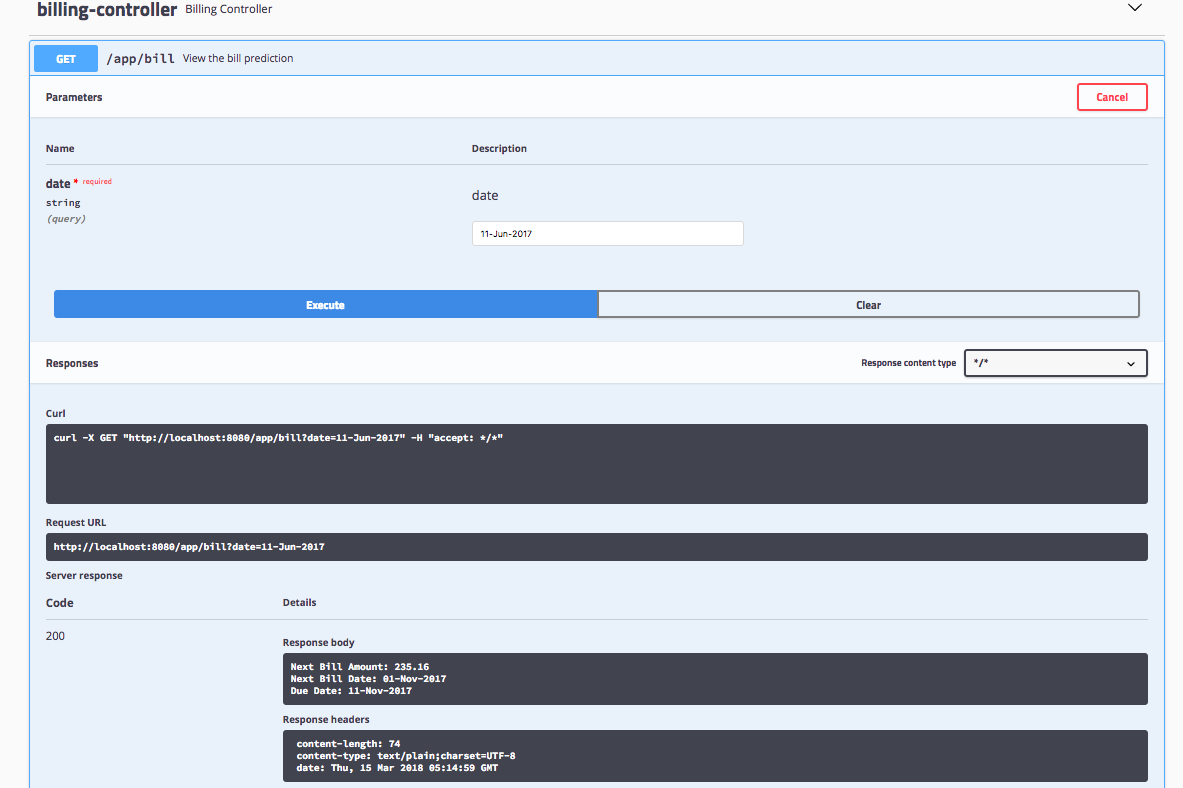 billing-controller Billing Controller
GET /app/bill View the bill prediction
Parameters Cancel
Name Description
date * required
string
(query)
date
11-Jun-2017
Execute Clear
Responses Response content type */*
Curl
curl -X GET "http://localhost:8080/app/bill?date=11-Jun-2017" -H "accept: */*"
Request URL
http://localhost:8080/app/bill?date=11-Jun-2017
Server response
Code Details
200
Response body
Next Bill Amount: 235.16
Next Bill Date: 01-Nov-2017
Due Date: 11-Nov-2017
Response headers
content-length: 74
content-type: text/plain;charset=UTF-8
date: Thu, 15 Mar 2018 05:14:59 GMT